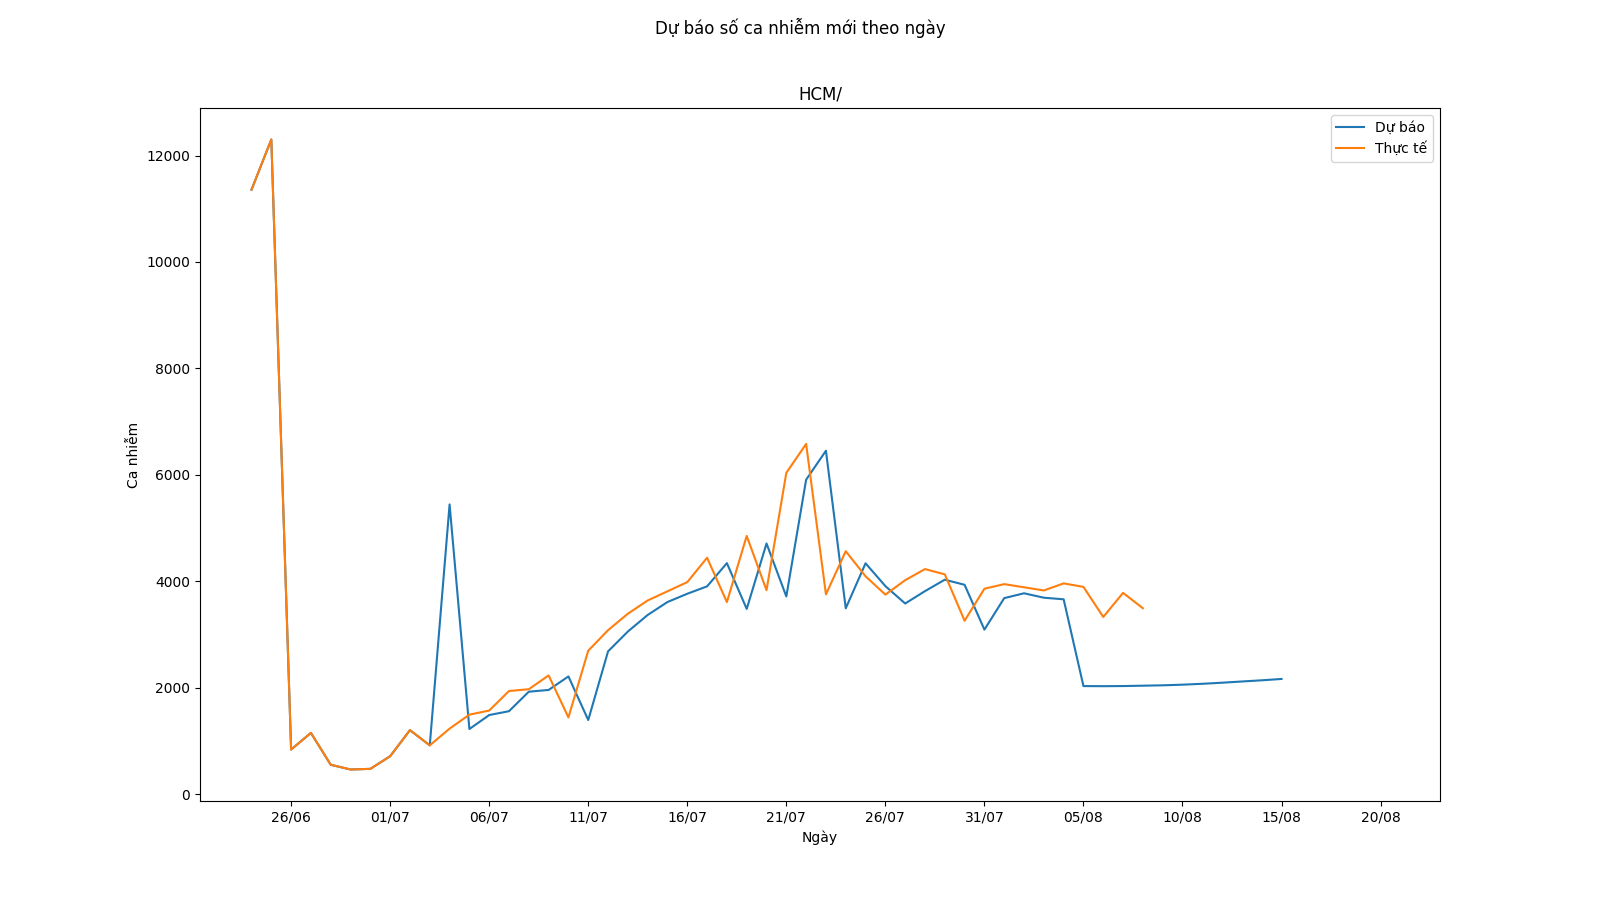 Dự báo số ca nhiễm mới theo ngày
HCM/
Dự báo
Thực tế
12000
10000
8000
6000
4000
2000
0
Ca nhiễm
26/06 01/07 06/07 11/07 16/07 21/07 26/07 31/07 05/08 10/08 15/08 20/08
Ngày